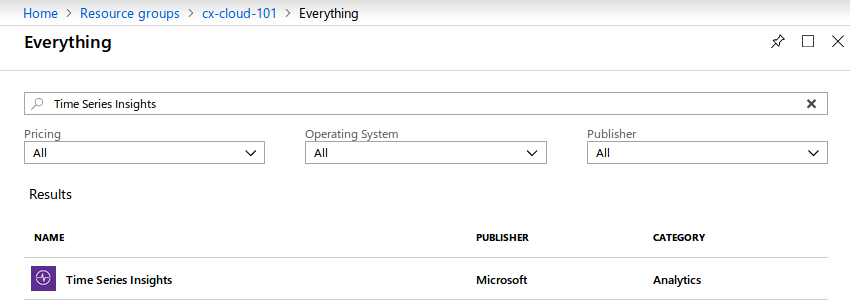 Home > Resource groups > cx-cloud-101 > Everything
Everything
Time Series Insights
Pricing Operating System Publisher
All All All
Results
NAME PUBLISHER CATEGORY
Time Series Insights Microsoft Analytics